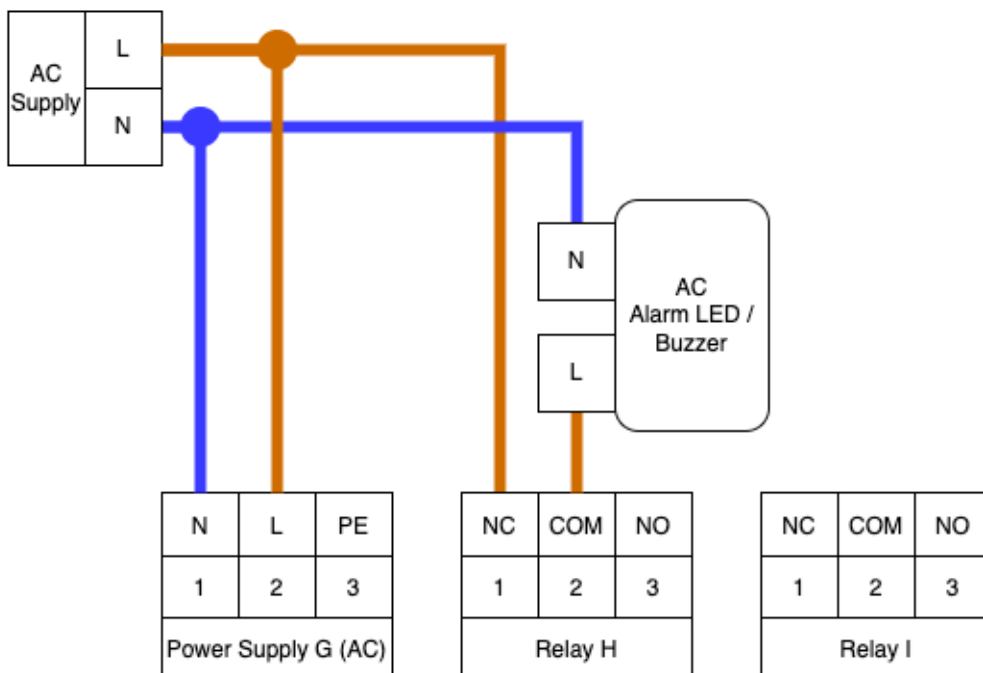 AC
Supply
L
N
N
L
AC
Alarm LED /
Buzzer
N L PE
1 2 3
Power Supply G (AC)
NC COM NO
1 2 3
Relay H
NC COM NO
1 2 3
Relay I